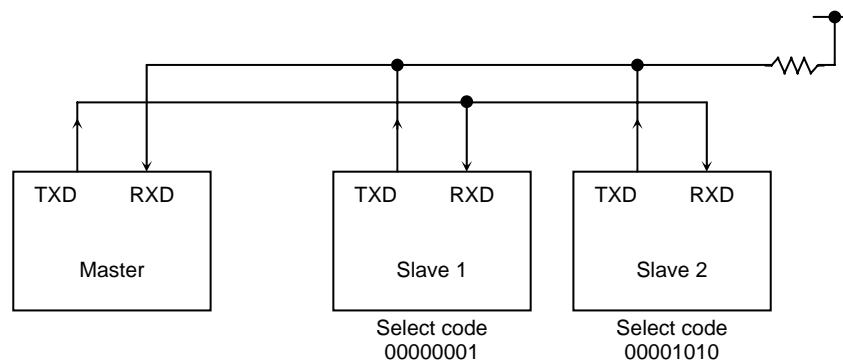 TXD RXD TXD RXD TXD RXD
Master Slave 1 Slave 2
Select code Select code
00000001 00001010